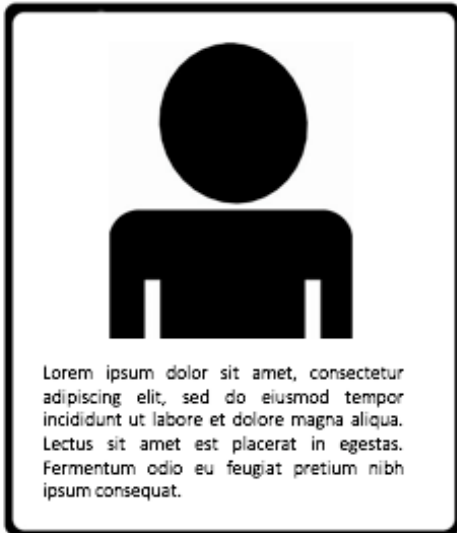 Lorem ipsum dolor sit amet, consectetur
adipiscing elit, sed do eiusmod tempor
incididunt ut labore et dolore magna aliqua.
Lectus sit amet est placerat in egestas.
Fermentum odio eu feugiat pretium nibh
ipsum consequat.